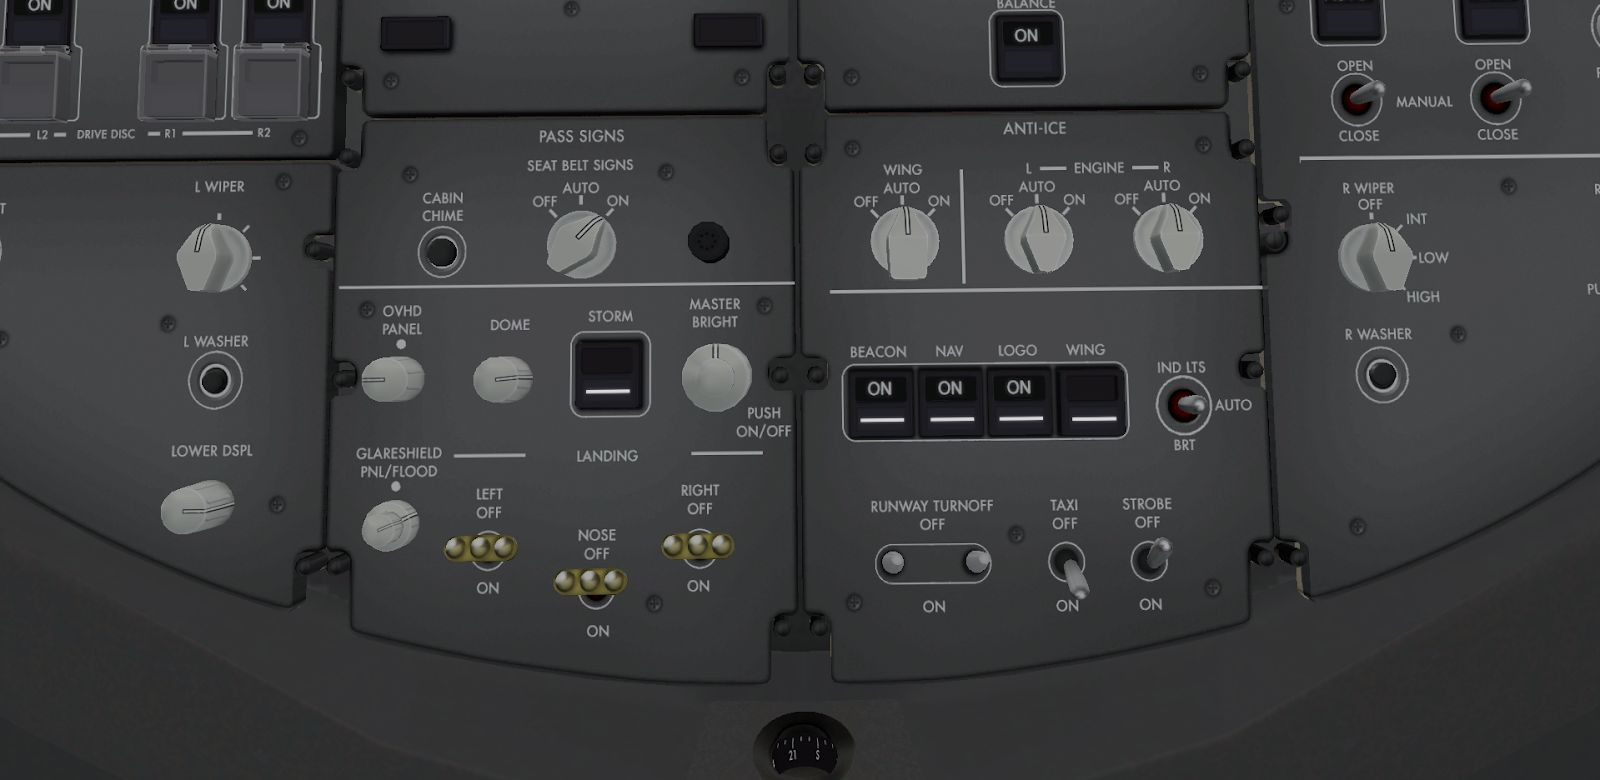 ON
ON
ON
L2
DRIVE DISC
R1
R2
BALANCE
ON
OPEN
OPEN
MANUAL
CLOSE
CLOSE
L WIPER
L WASHER
LOWER DSPL
PASS SIGNS
SEAT BELT SIGNS
AUTO
OFF
ON
CABIN
CHIME
OVHD
PANEL
DOME
STORM
MASTER
BRIGHT
PUSH
ON/OFF
GLARESHIELD
PNL/FLOOD
LANDING
LEFT
OFF
ON
NOSE
OFF
ON
RIGHT
OFF
ON
ANTI-ICE
WING
AUTO
OFF
ON
L
ENGINE
R
AUTO
OFF
ON
AUTO
OFF
ON
BEACON
NAV
LOGO
WING
ON
ON
ON
IND LTS
AUTO
BRT
RUNWAY TURNOFF
OFF
ON
TAXI
OFF
ON
STROBE
OFF
ON
R WIPER
OFF
INT
LOW
HIGH
R WASHER
21
S